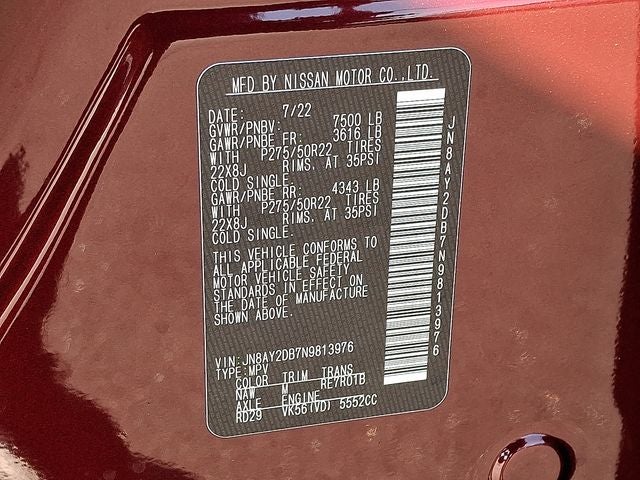 MFD BY NISSAN MOTOR CO.,LTD.
DATE: 7/22
GVWR/PNBV: 7500 LB
GAWR/PNBE FR: 3616 LB
WITH P275/50R22 TIRES
22X8J RIMS, AT 35PSI
COLD SINGLE.
GAWR/PNBE RR: 4343 LB
WITH P275/50R22 TIRES
22X8J RIMS, AT 35PSI
COLD SINGLE.
THIS VEHICLE CONFORMS TO
ALL APPLICABLE FEDERAL
MOTOR VEHICLE SAFETY
STANDARDS IN EFFECT ON
THE DATE OF MANUFACTURE
SHOWN ABOVE.
VIN:JN8AY2DB7N9813976
TYPE:MPV
COLOR TRIM TRANS
NAW M RE7R01B
AXLE ENGINE
RD29 VK56(VD) 5552CC
JN8AY2DB7N9813976